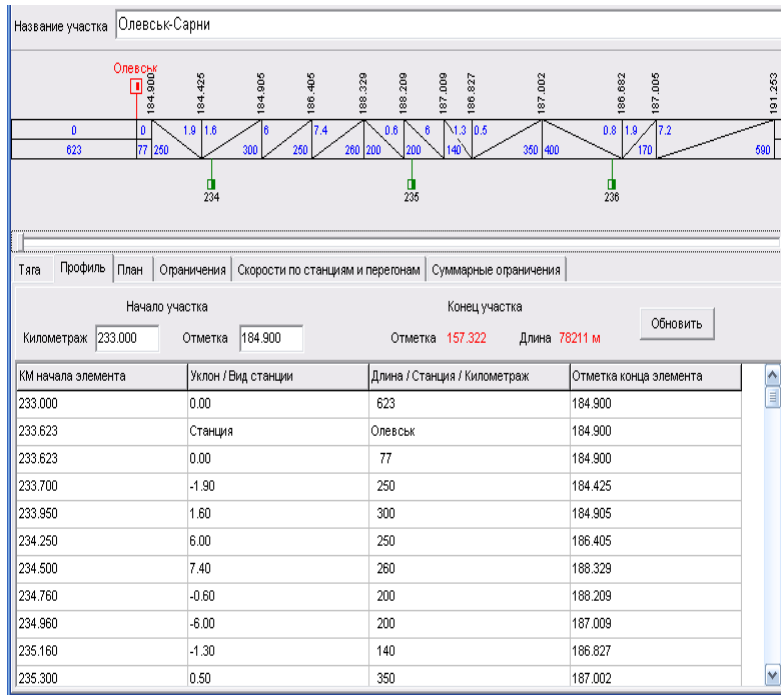 Название участка Олевськ-Сарни
Олевськ
184.900 184.425 184.905 186.405 188.329 188.209 187.009 186.827 187.002 186.682 187.005 191.253
0 0 1.9 1.6 6 7.4 0.6 6 1.3 0.5 0.8 1.9 7.2
623 77 250 300 250 260 200 200 140 350 400 170 590
234 235 236
Тяга Профиль План Ограничения Скорости по станциям и перегонам Суммарные ограничения
Начало участка Конец участка
Километраж 233.000 Отметка 184.900 Отметка 157.322 Длина 78211 м Обновить
КМ начала элемента Уклон / Вид станции Длина / Станция / Километраж Отметка конца элемента
233.000 0.00 623 184.900
233.623 Станция Олевськ 184.900
233.623 0.00 77 184.900
233.700 -1.90 250 184.425
233.950 1.60 300 184.905
234.250 6.00 250 186.405
234.500 7.40 260 188.329
234.760 -0.60 200 188.209
234.960 -6.00 200 187.009
235.160 -1.30 140 186.827
235.300 0.50 350 187.002